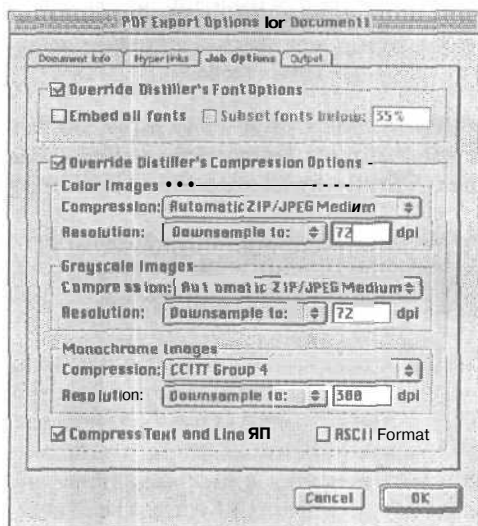 PDF Export Options lor Document1
Document Info Hyperlinks Job Options Output
Override Distiller's Font Options
Embed all fonts Subset fonts below: 35%
Override Distiller's Compression Options -
Color Images •••
Compression: Automatic ZIP/JPEG Medium
Resolution: Downsample to: 72 dpi
Grayscale Images
Compression: Automatic ZIP/JPEG Medium
Resolution: Downsample to: 72 dpi
Monochrome Images
Compression: CCITT Group 4
Resolution: Downsample to: 300 dpi
Compress Text and Line ЯП ASCII Format
Cancel OK